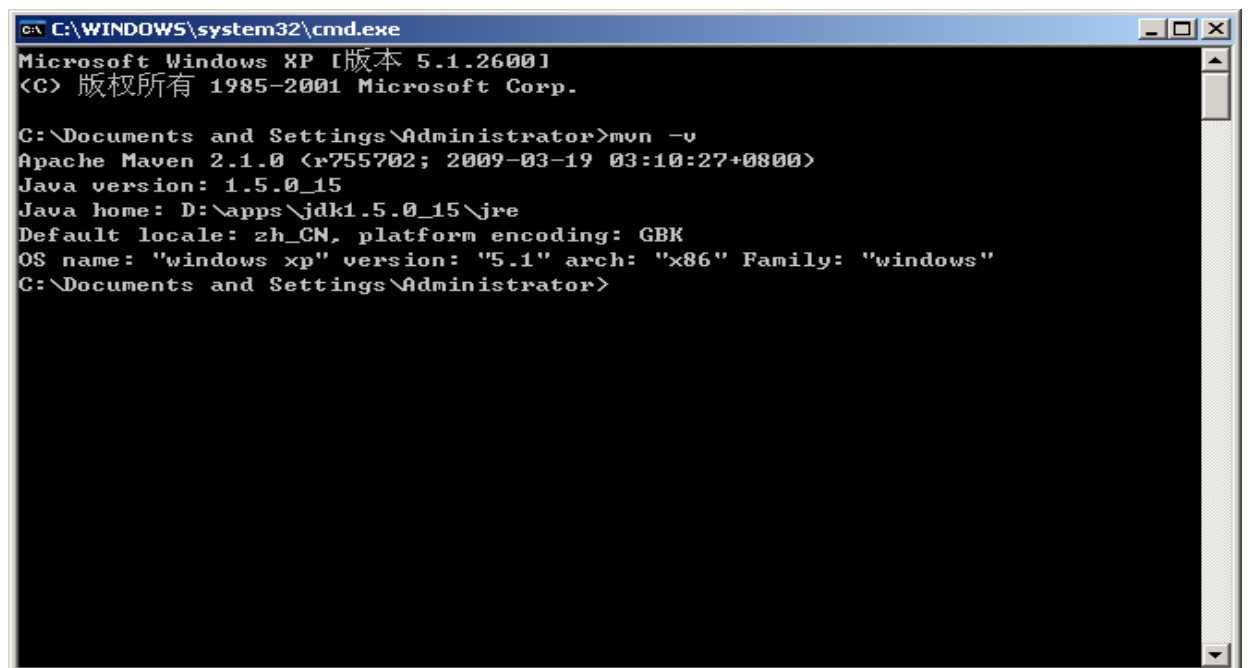 C:\WINDOWS\system32\cmd.exe
Microsoft Windows XP [版本 5.1.2600]
(C) 版权所有 1985-2001 Microsoft Corp.
C:\Documents and Settings\Administrator>mvn -v
Apache Maven 2.1.0 (r755702; 2009-03-19 03:10:27+0800)
Java version: 1.5.0_15
Java home: D:\apps\jdk1.5.0_15\jre
Default locale: zh_CN, platform encoding: GBK
OS name: "windows xp" version: "5.1" arch: "x86" Family: "windows"
C:\Documents and Settings\Administrator>